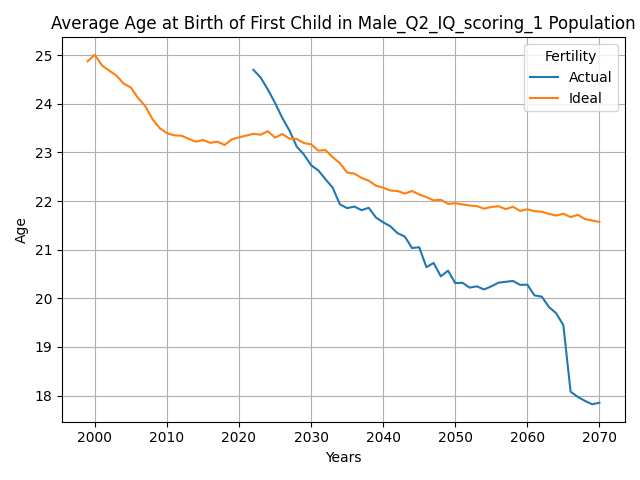 Average Age at Birth of First Child in Male_Q2_IQ_scoring_1 Population
Fertility
Actual
Ideal
Age
25
24
23
22
21
20
19
18
2000 2010 2020 2030 2040 2050 2060 2070
Years